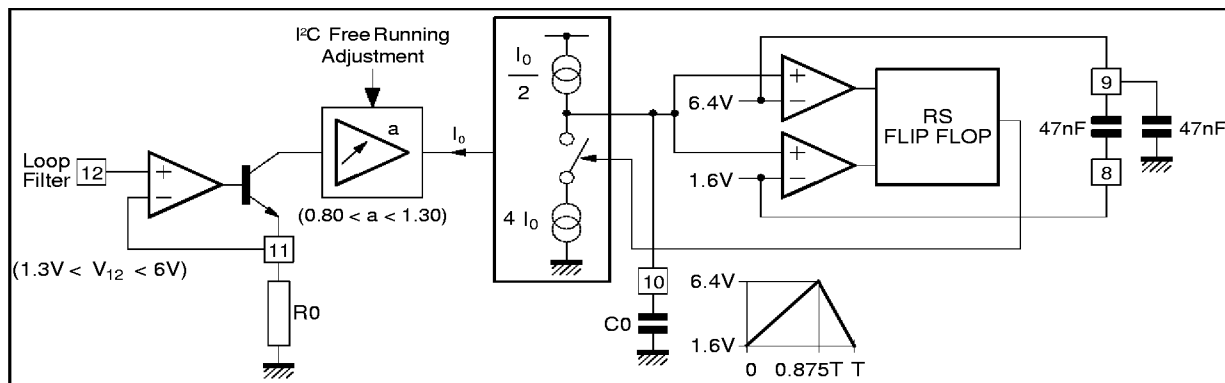 I²C Free Running
Adjustment
Loop
Filter
12
+
−
(1.3V < V12 < 6V)
11
R0
a
(0.80 < a < 1.30)
I0
I0
2
4 I0
10
C0
+
6.4V
−
+
1.6V
−
RS
FLIP FLOP
9
47nF
47nF
8
6.4V
1.6V
0
0.875T
T